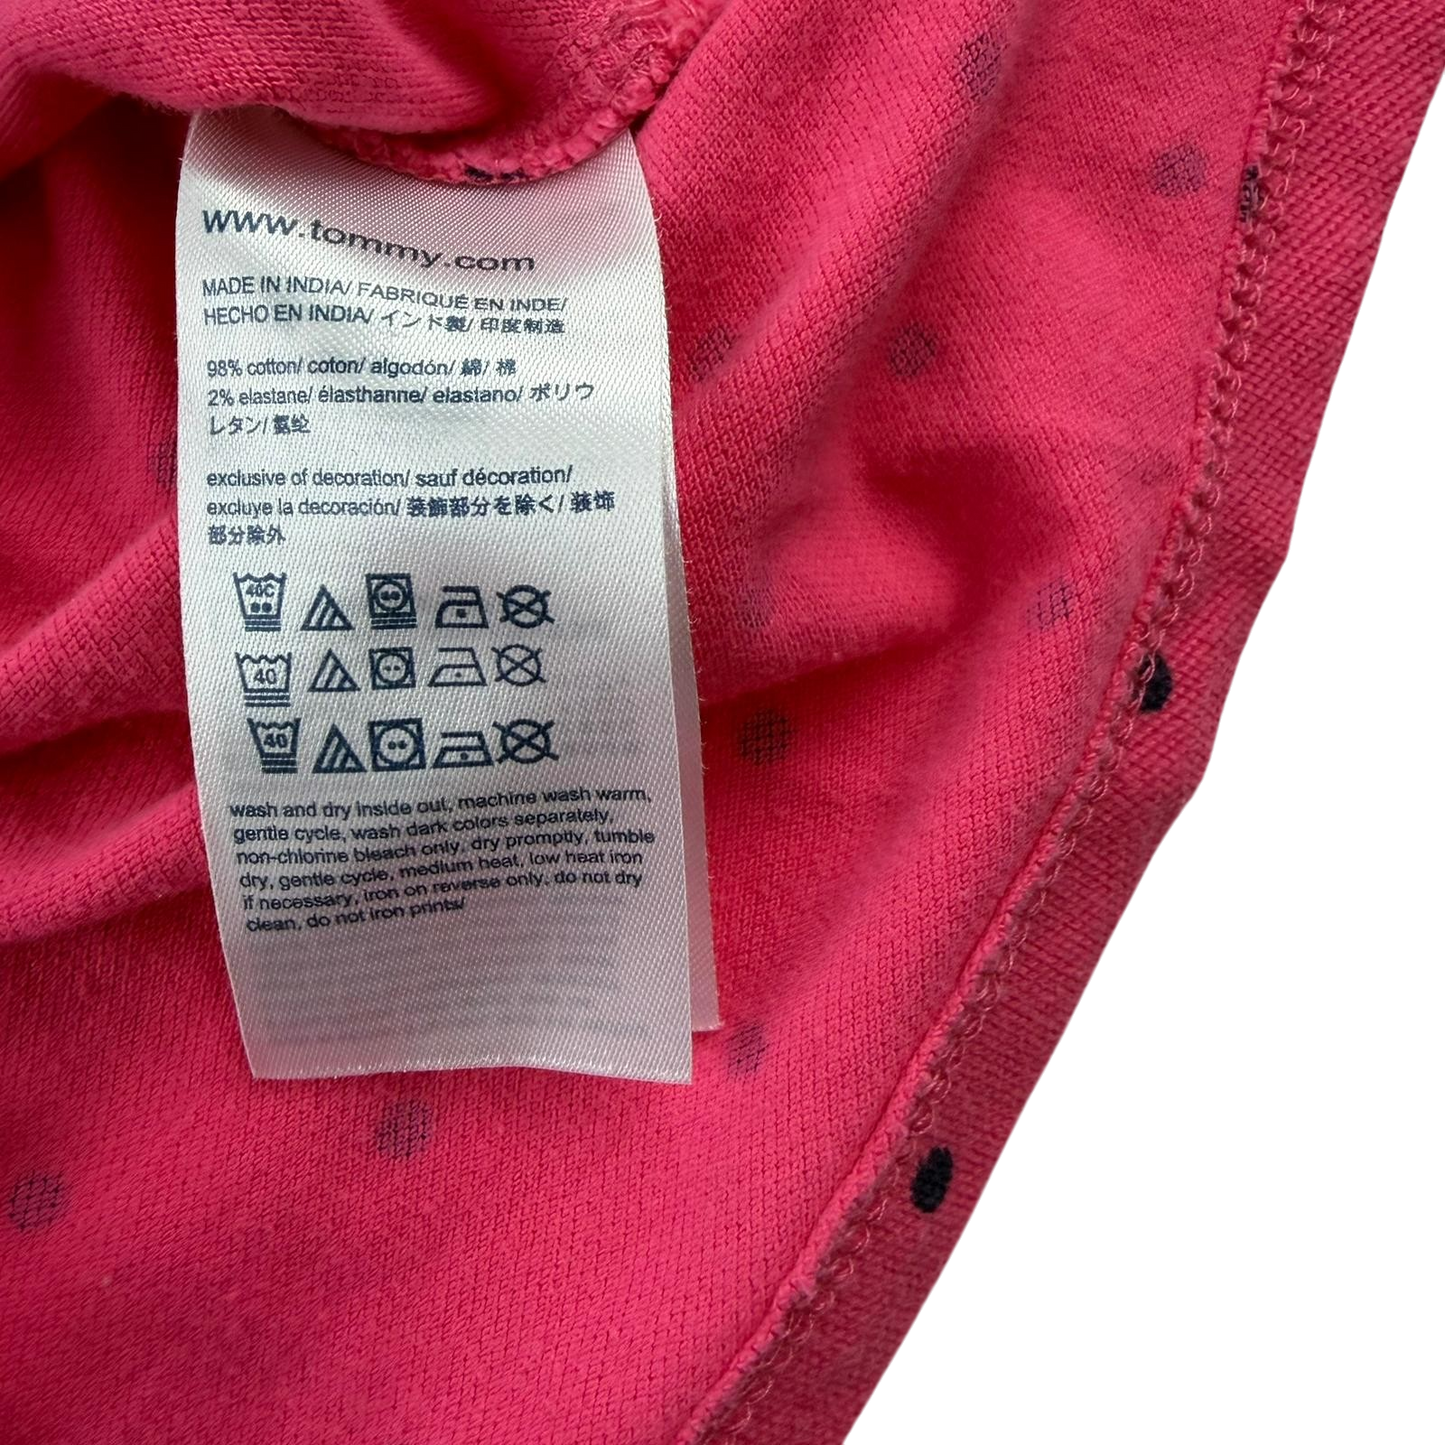 www.tommy.com
MADE IN INDIA/ FABRIQUÉ EN INDE/
HECHO EN INDIA/ インド製/ 印度制造
98% cotton/ coton/ algodón/ 綿/ 棉
2% elastane/ élasthanne/ elastano/ ポリウ
レタン/ 氨纶
exclusive of decoration/ sauf décoration/
excluye la decoración/ 装飾部分を除く/ 装饰
部分除外
40C
40
40
wash and dry inside out, machine wash warm,
gentle cycle, wash dark colors separately,
non-chlorine bleach only, dry promptly, tumble
dry, gentle cycle, medium heat, low heat iron
if necessary, iron on reverse only, do not dry
clean, do not iron prints/